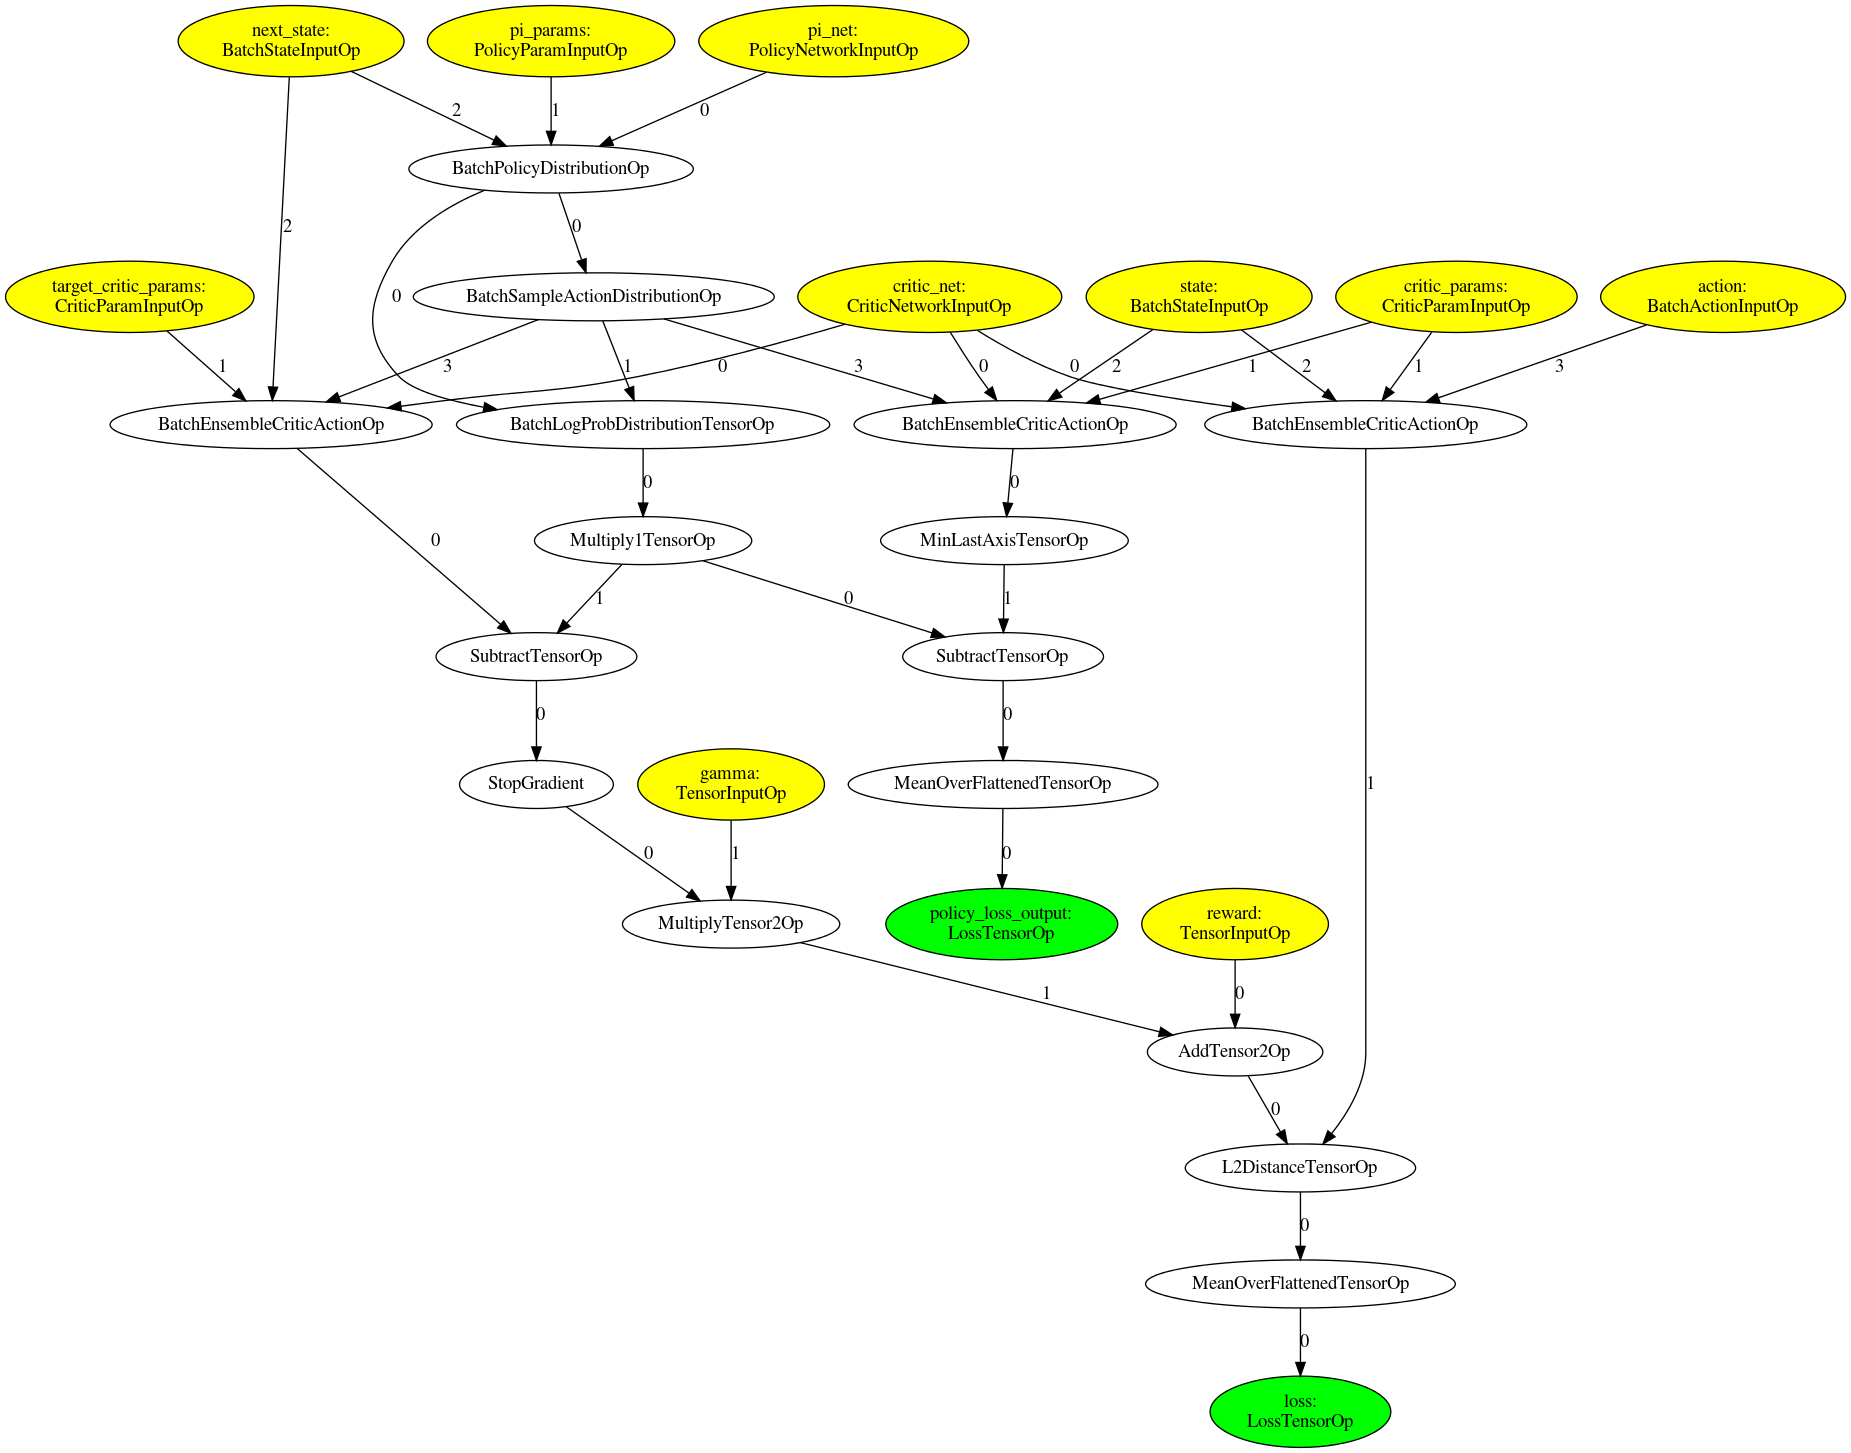 next_state:
BatchStateInputOp
pi_params:
PolicyParamInputOp
pi_net:
PolicyNetworkInputOp
2
1
0
BatchPolicyDistributionOp
2
0
target_critic_params:
CriticParamInputOp
0
BatchSampleActionDistributionOp
critic_net:
CriticNetworkInputOp
state:
BatchStateInputOp
critic_params:
CriticParamInputOp
action:
BatchActionInputOp
1
3
1
0
3
0
0
2
1
2
1
3
BatchEnsembleCriticActionOp
BatchLogProbDistributionTensorOp
BatchEnsembleCriticActionOp
BatchEnsembleCriticActionOp
0
0
0
Multiply1TensorOp
MinLastAxisTensorOp
1
0
1
SubtractTensorOp
SubtractTensorOp
0
0
StopGradient
gamma:
TensorInputOp
MeanOverFlattenedTensorOp
1
0
1
0
MultiplyTensor2Op
policy_loss_output:
LossTensorOp
reward:
TensorInputOp
1
0
AddTensor2Op
0
L2DistanceTensorOp
0
MeanOverFlattenedTensorOp
0
loss:
LossTensorOp